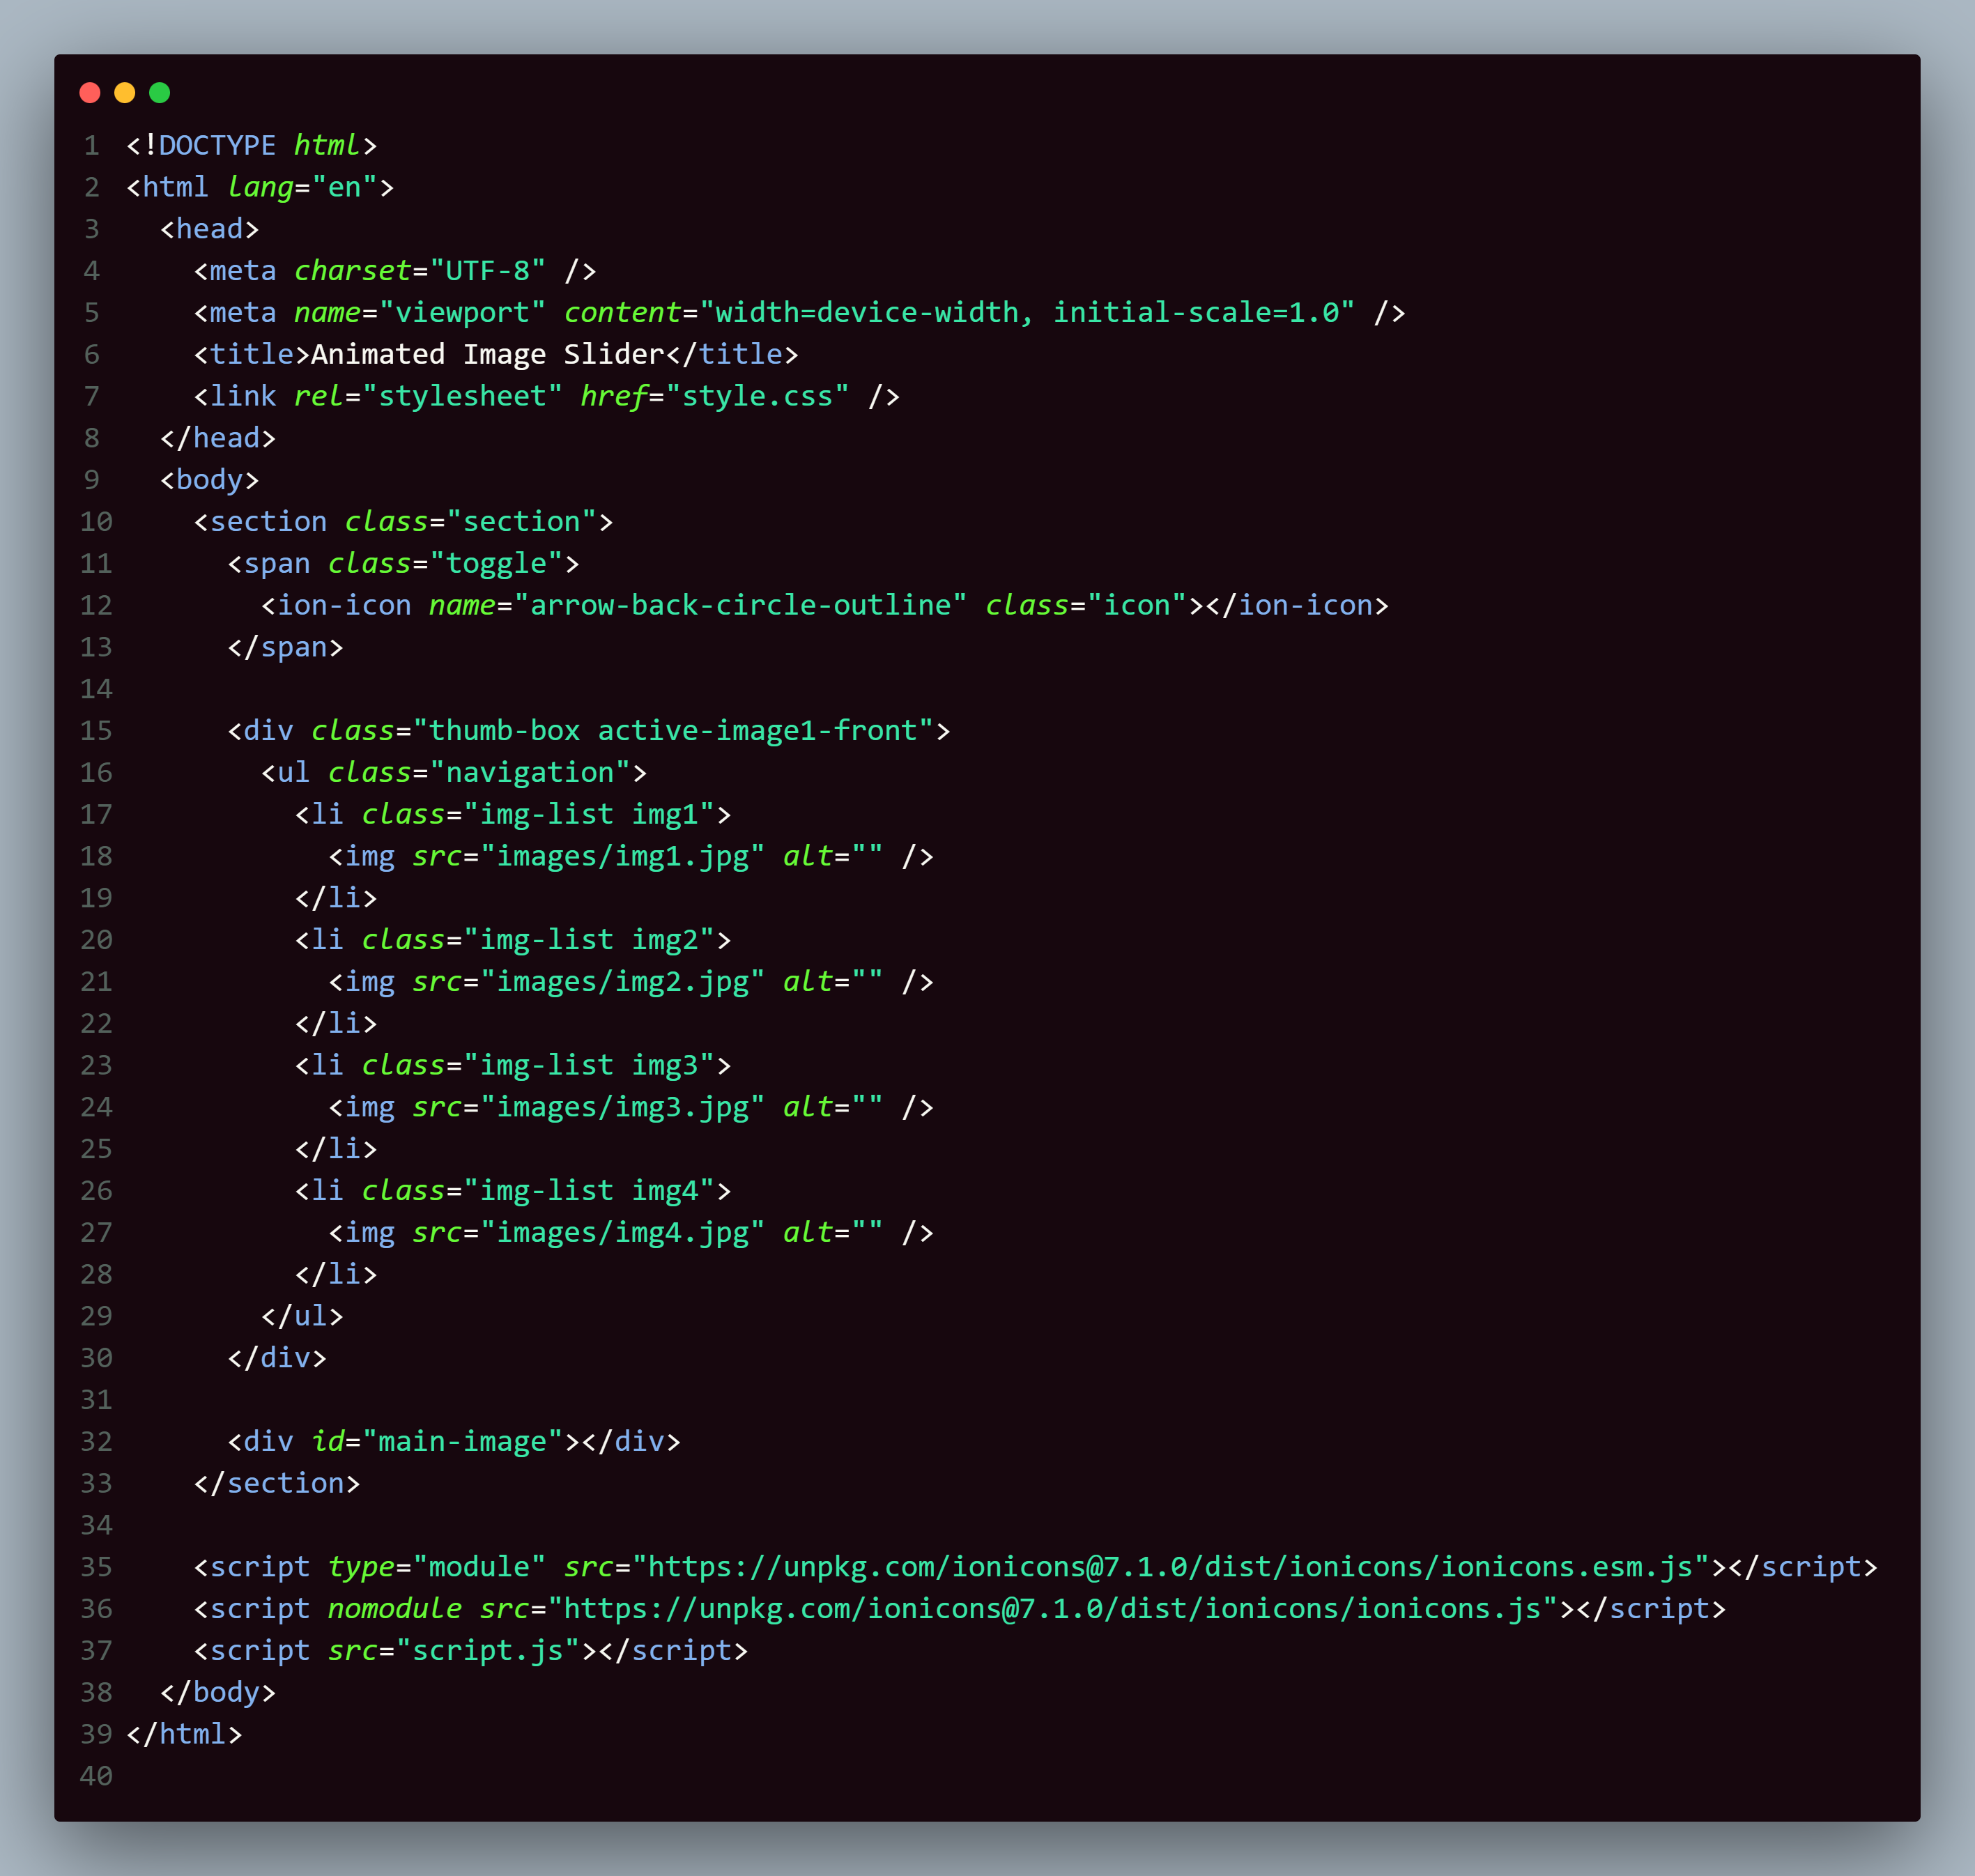 1 <!DOCTYPE html>
2 <html lang="en">
3   <head>
4     <meta charset="UTF-8" />
5     <meta name="viewport" content="width=device-width, initial-scale=1.0" />
6     <title>Animated Image Slider</title>
7     <link rel="stylesheet" href="style.css" />
8   </head>
9   <body>
10     <section class="section">
11       <span class="toggle">
12         <ion-icon name="arrow-back-circle-outline" class="icon"></ion-icon>
13       </span>
14
15       <div class="thumb-box active-image1-front">
16         <ul class="navigation">
17           <li class="img-list img1">
18             <img src="images/img1.jpg" alt="" />
19           </li>
20           <li class="img-list img2">
21             <img src="images/img2.jpg" alt="" />
22           </li>
23           <li class="img-list img3">
24             <img src="images/img3.jpg" alt="" />
25           </li>
26           <li class="img-list img4">
27             <img src="images/img4.jpg" alt="" />
28           </li>
29         </ul>
30       </div>
31
32       <div id="main-image"></div>
33     </section>
34
35     <script type="module" src="https://unpkg.com/ionicons@7.1.0/dist/ionicons/ionicons.esm.js"></script>
36     <script nomodule src="https://unpkg.com/ionicons@7.1.0/dist/ionicons/ionicons.js"></script>
37     <script src="script.js"></script>
38   </body>
39 </html>
40